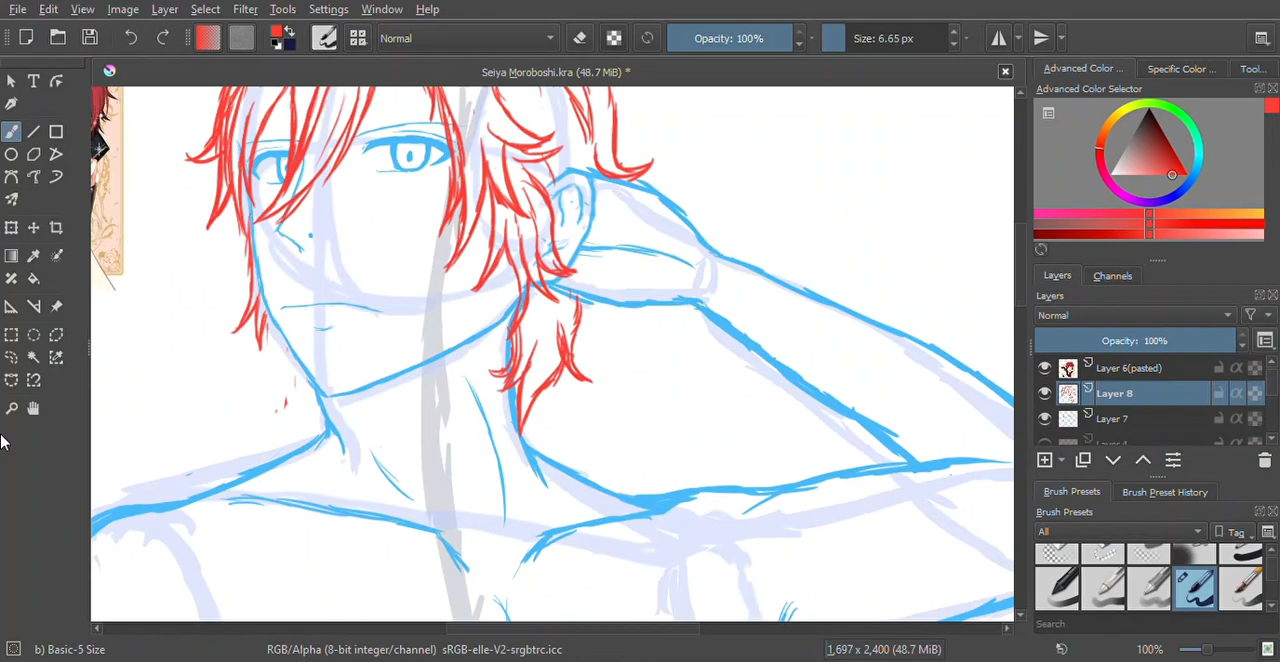 File Edit View Image Layer Select Filter Tools Settings Window Help
Normal Opacity: 100% Size: 6.65 px
Seiya Moroboshi.kra (48.7 MiB) *
Advanced Color ... Specific Color ... Tool...
Advanced Color Selector
Layers Channels
Layers
Normal
Opacity: 100%
Layer 6(pasted)
Layer 8
Layer 7
Brush Presets Brush Preset History
Brush Presets
All Tag
Search
b) Basic-5 Size RGB/Alpha (8-bit integer/channel) sRGB-elle-V2-srgbtrc.icc 1,697 x 2,400 (48.7 MiB) 100%